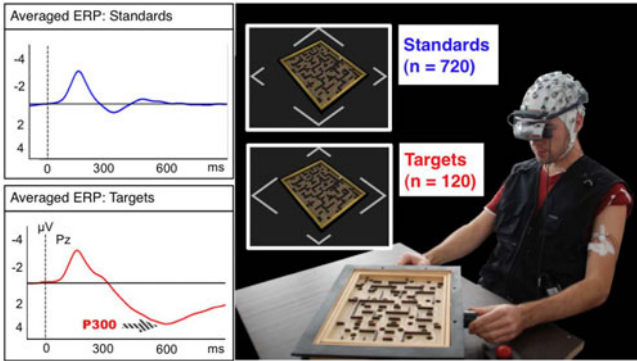 Averaged ERP: Standards
-4
-2
2
4
0 300 600 ms
Averaged ERP: Targets
μV
Pz
-4
-2
2
4
P300
0 300 600 ms
Standards
(n = 720)
Targets
(n = 120)